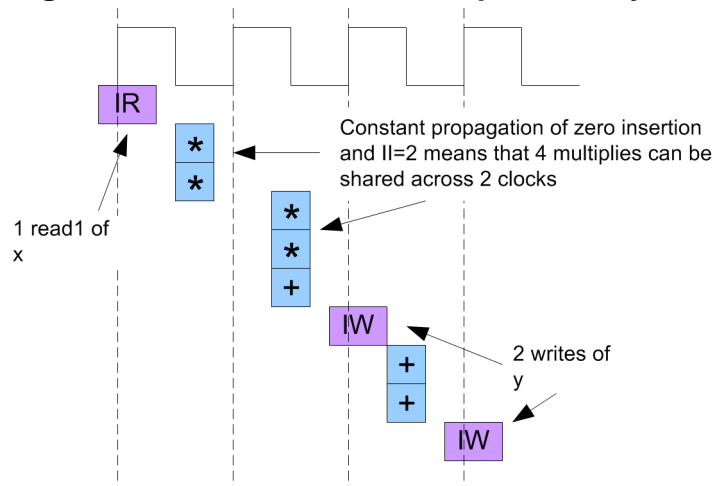 IR
*
*
Constant propagation of zero insertion
and II=2 means that 4 multiplies can be
shared across 2 clocks
1 read1 of
x
*
*
+
IW
+
+
2 writes of
y
IW